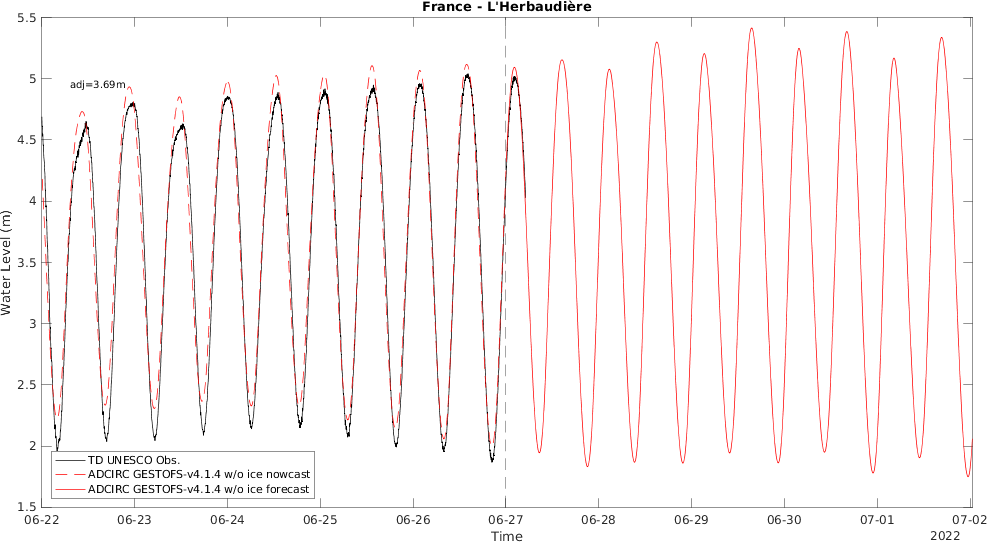 France - L'Herbaudière
adj=3.69m
5.5
5
4.5
4
3.5
3
2.5
2
1.5
Water Level (m)
TD UNESCO Obs.
ADCIRC GESTOFS-v4.1.4 w/o ice nowcast
ADCIRC GESTOFS-v4.1.4 w/o ice forecast
06-22 06-23 06-24 06-25 06-26 06-27 06-28 06-29 06-30 07-01 07-02
Time
2022